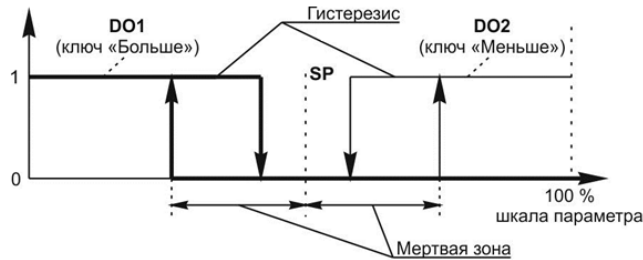 Гистерезис
DO1
(ключ «Больше»)
DO2
(ключ «Меньше»)
1
SP
0
100 %
шкала параметра
Мертвая зона